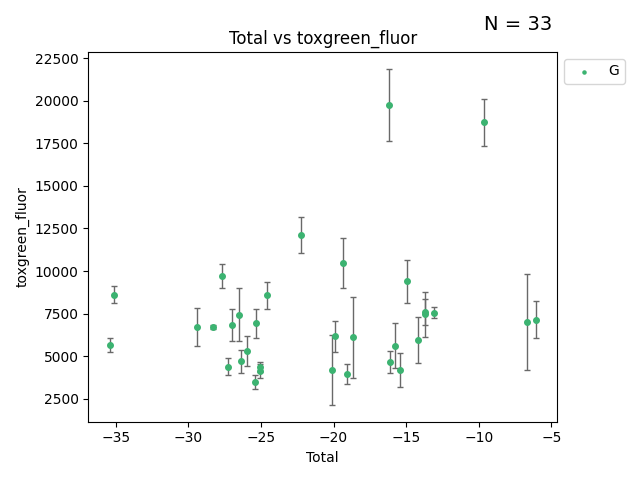 N = 33
Total vs toxgreen_fluor
G
22500
20000
17500
15000
12500
10000
7500
5000
2500
toxgreen_fluor
−35 −30 −25 −20 −15 −10 −5
Total